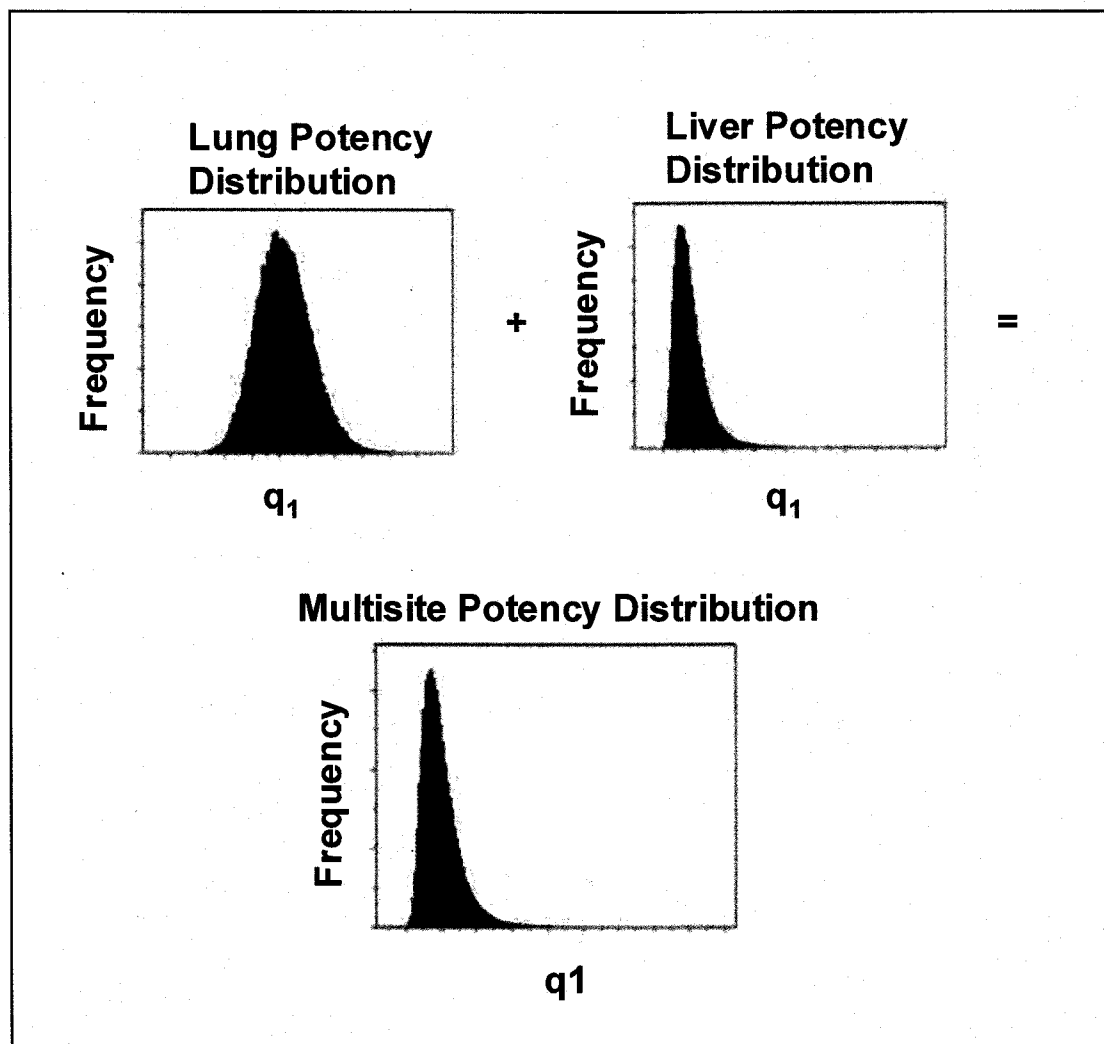 Lung Potency
Distribution
Frequency
q₁
+
Liver Potency
Distribution
Frequency
q₁
=
Multisite Potency Distribution
Frequency
q1